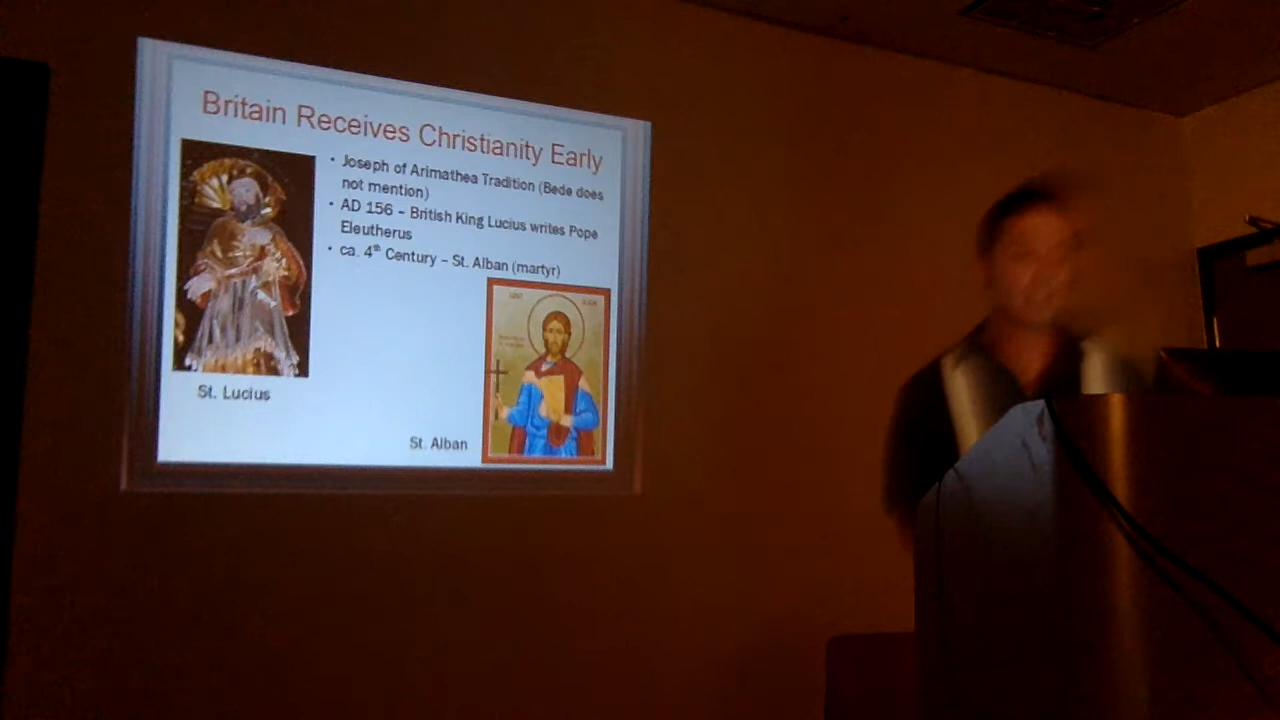 Britain Receives Christianity Early
• Joseph of Arimathea Tradition (Bede does
not mention)
• AD 156 – British King Lucius writes Pope
Eleutherus
• ca. 4th Century – St. Alban (martyr)
St. Lucius
St. Alban